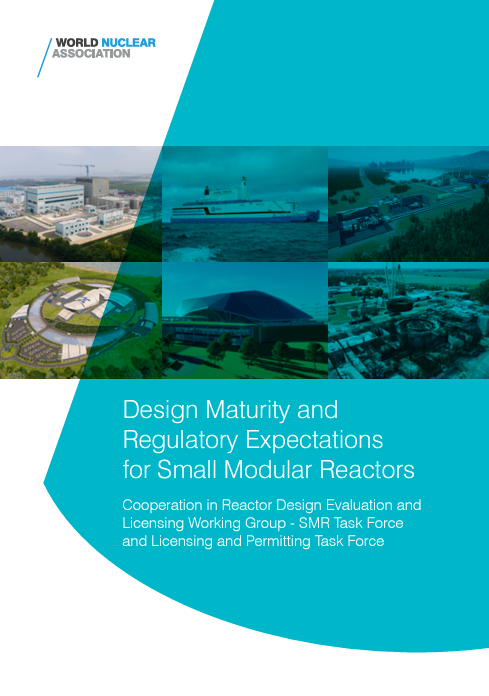 WORLD NUCLEAR
ASSOCIATION
Design Maturity and
Regulatory Expectations
for Small Modular Reactors
Cooperation in Reactor Design Evaluation and
Licensing Working Group - SMR Task Force
and Licensing and Permitting Task Force